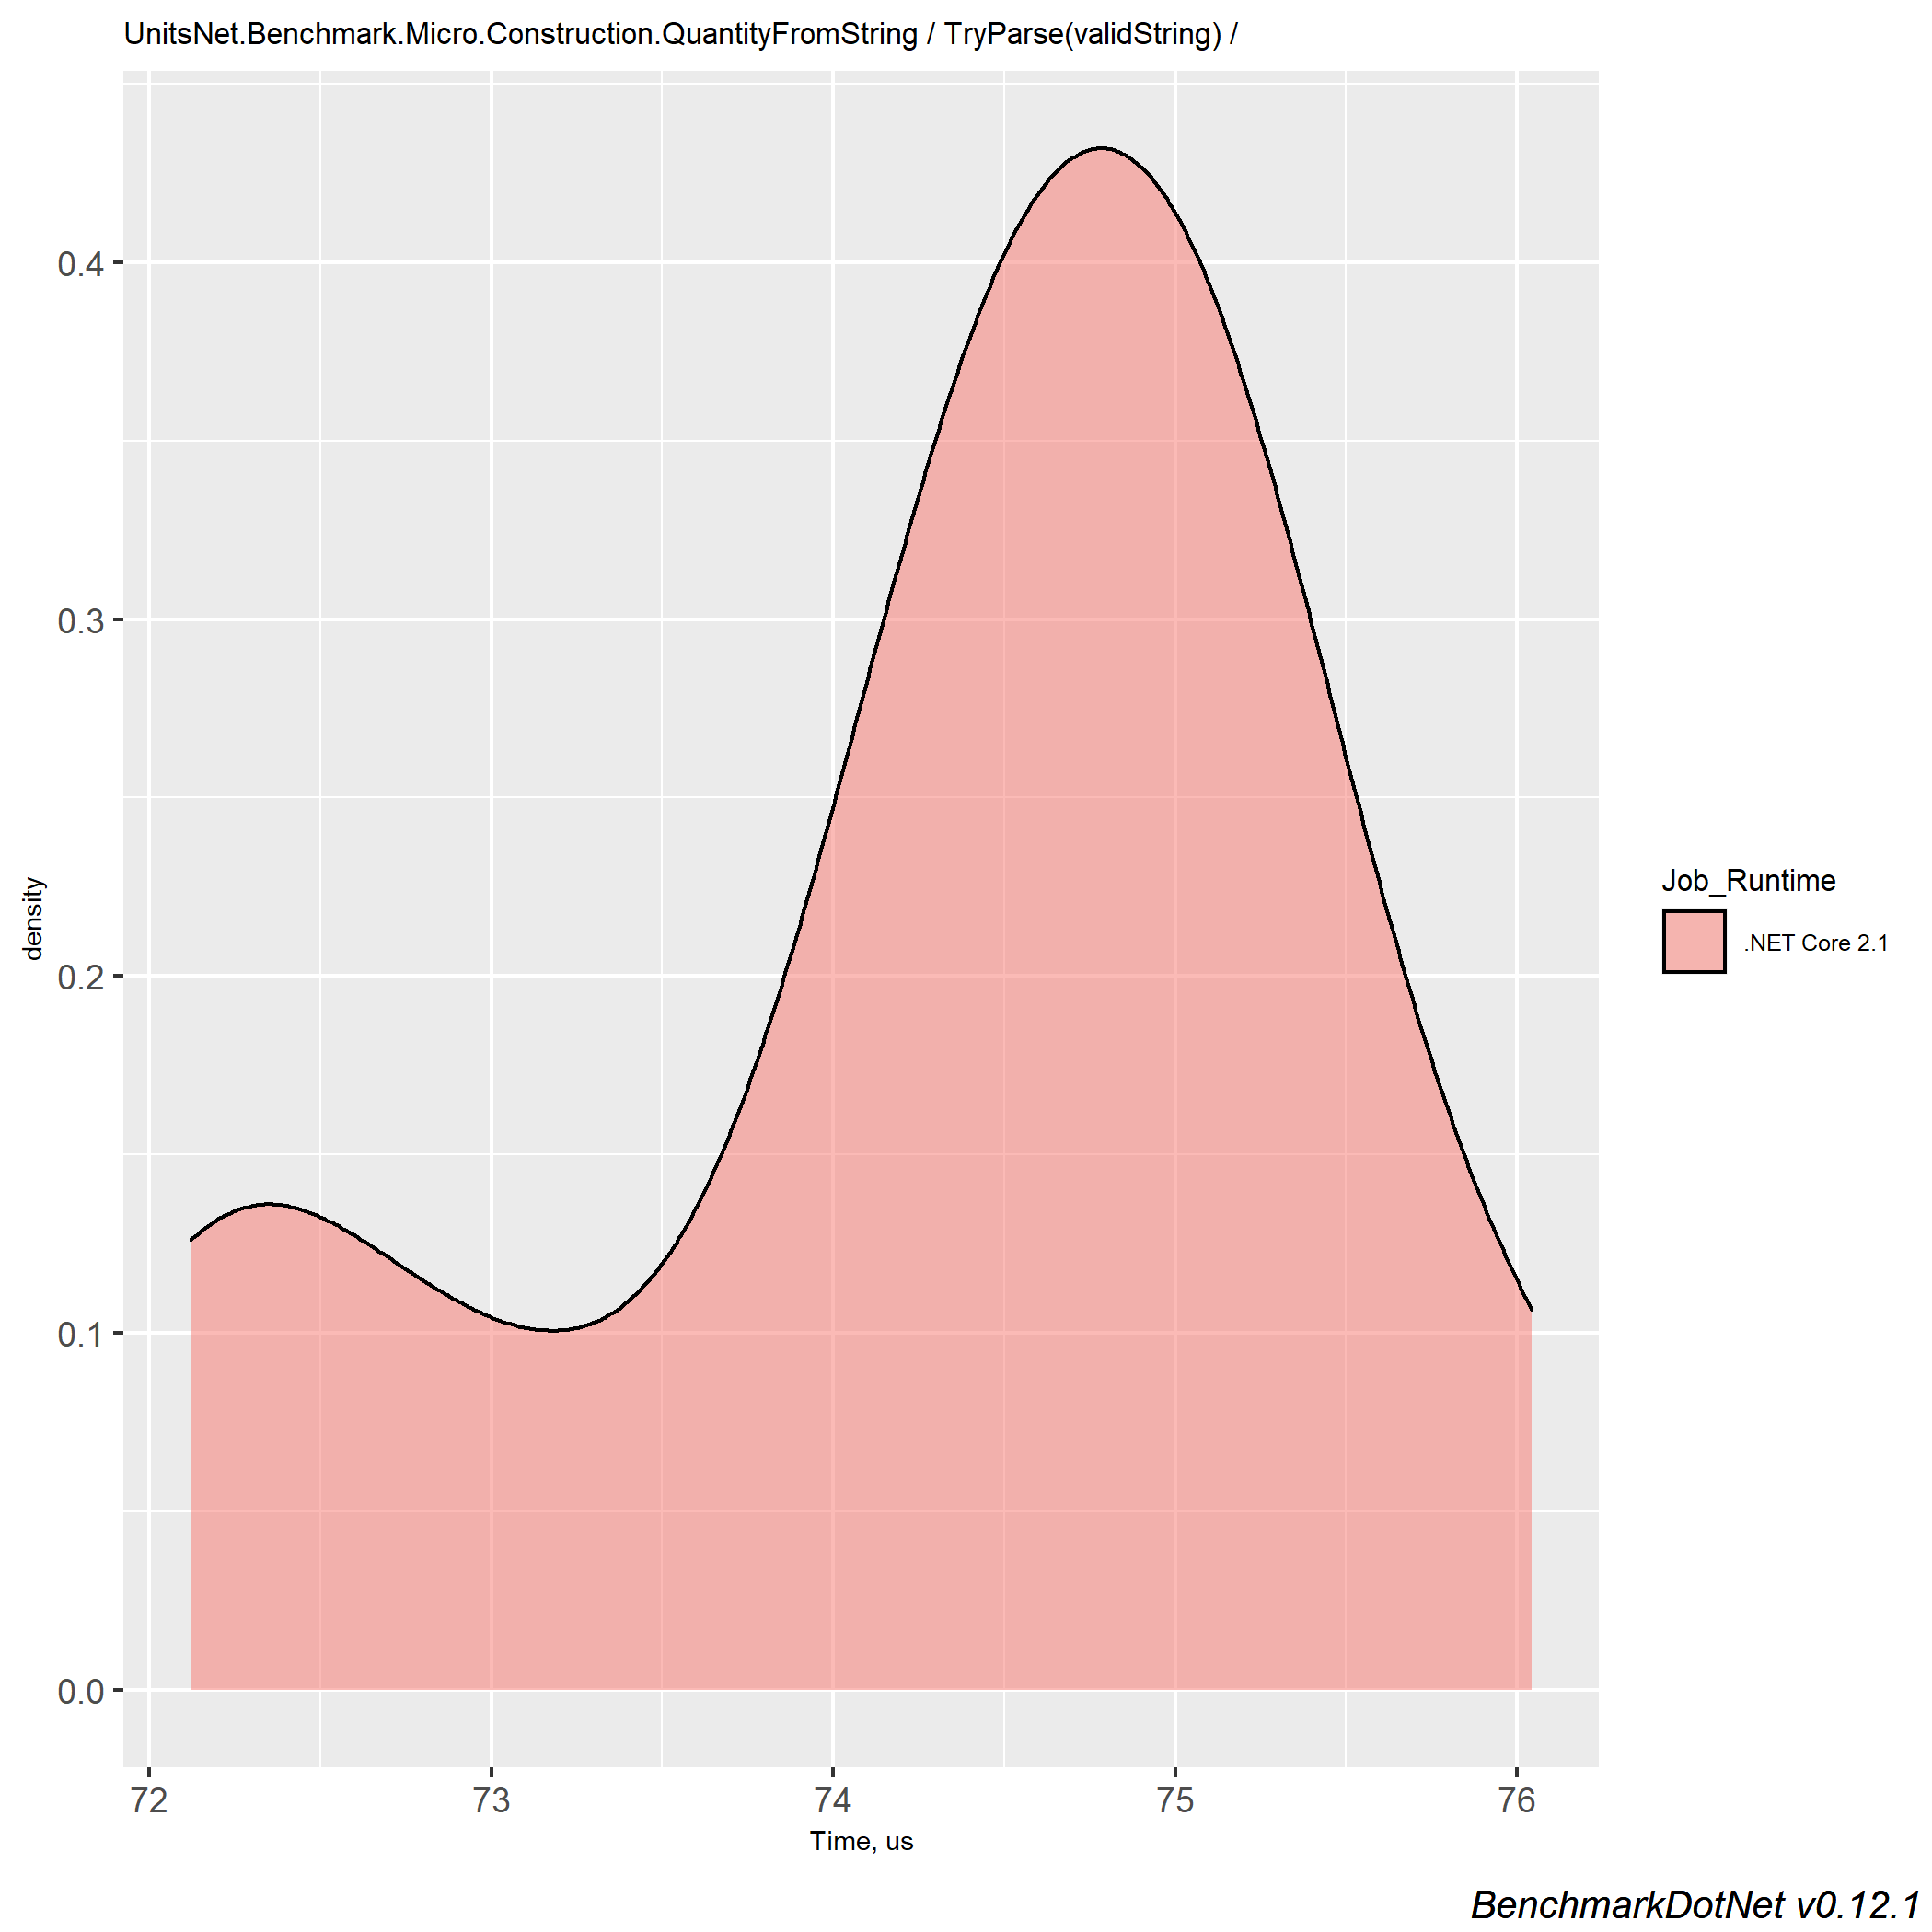 UnitsNet.Benchmark.Micro.Construction.QuantityFromString / TryParse(validString) /
0.4
0.3
0.2
0.1
0.0
density
72 73 74 75 76
Time, us
Job_Runtime
.NET Core 2.1
BenchmarkDotNet v0.12.1